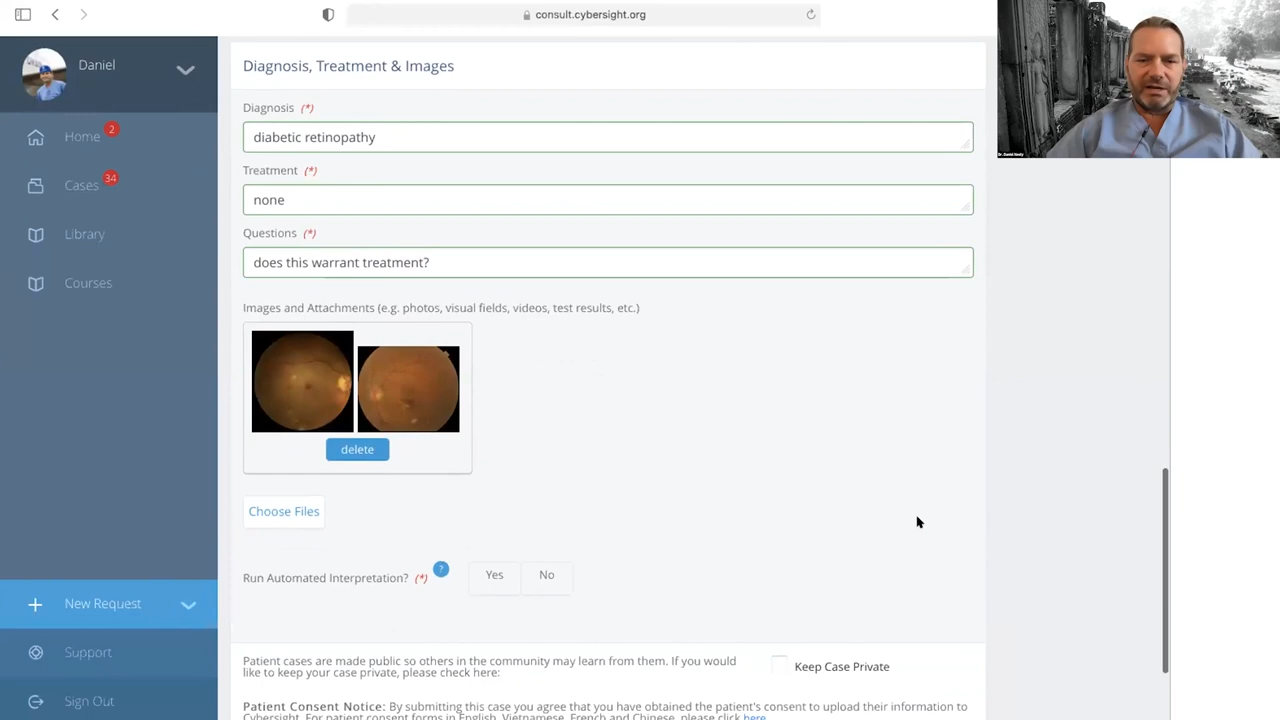 consult.cybersight.org
Daniel
Home 2
Cases 34
Library
Courses
New Request
Support
Sign Out
Diagnosis, Treatment & Images
Diagnosis (*)
diabetic retinopathy
Treatment (*)
none
Questions (*)
does this warrant treatment?
Images and Attachments (e.g. photos, visual fields, videos, test results, etc.)
delete
Choose Files
Run Automated Interpretation? (*) ? Yes No
Patient cases are made public so others in the community may learn from them. If you would
like to keep your case private, please check here:
Keep Case Private
Patient Consent Notice: By submitting this case you agree that you have obtained the patient's consent to upload their information to
Cybersight. For patient consent forms in English, Vietnamese, French and Chinese, please click here
Dr. Daniel Neely